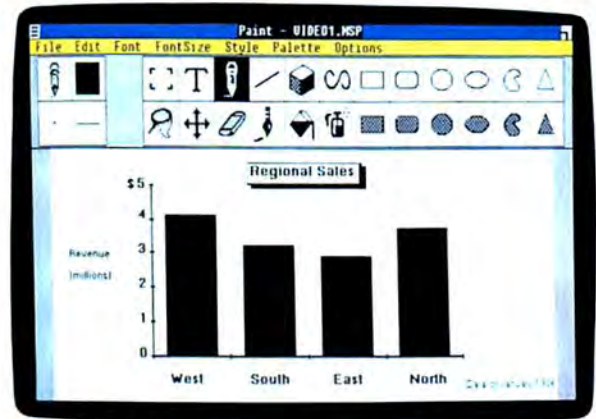 Paint - VIDEO1.MSP
File Edit Font FontSize Style Palette Options
T
Regional Sales
$5
4
Revenue
3
(millions)
2
1
0
West South East North